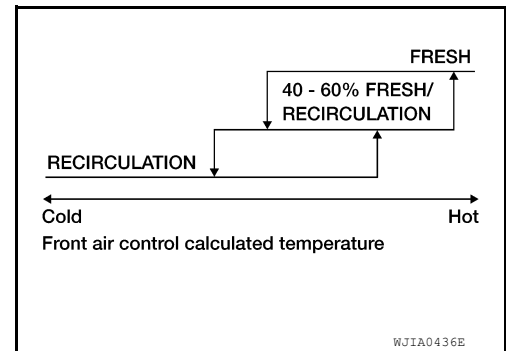 FRESH
40 - 60% FRESH/
RECIRCULATION
RECIRCULATION
Cold Hot
Front air control calculated temperature
WJIA0436E